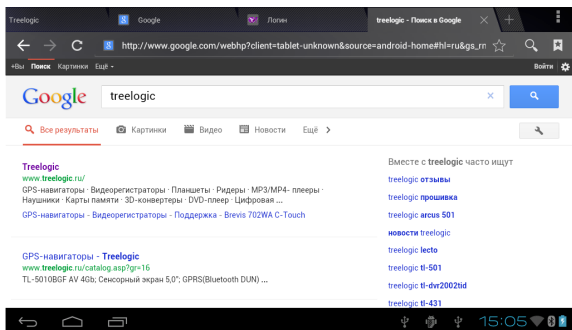 Treelogic
Google
Логин
treelogic - Поиск в Google
http://www.google.com/webhp?client=tablet-unknown&source=android-home#hl=ru&gs_rn
+Вы Поиск Картинки Ещё
Войти
Google treelogic
Все результаты Картинки Видео Новости Ещё
Treelogic
www.treelogic.ru/
GPS-навигаторы · Видеорегистраторы · Планшеты · Ридеры · MP3/MP4- плееры ·
Наушники · Карты памяти · 3D-конвертеры · DVD-плеер · Цифровая ...
GPS-навигаторы - Видеорегистраторы - Поддержка - Brevis 702WA C-Touch
GPS-навигаторы - Treelogic
www.treelogic.ru/catalog.asp?gr=16
TL-5010BGF AV 4Gb; Сенсорный экран 5,0"; GPRS(Bluetooth DUN) ...
Вместе с treelogic часто ищут
treelogic отзывы
treelogic прошивка
treelogic arcus 501
новости treelogic
treelogic lecto
treelogic tl-501
treelogic tl-dvr2002tid
treelogic tl-431
15:05